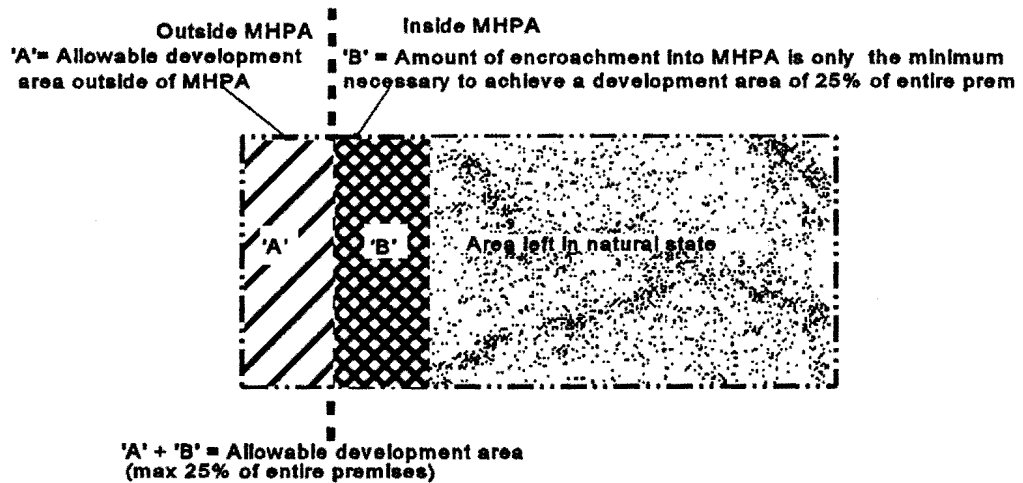 Outside MHPA
'A'= Allowable development
area outside of MHPA
Inside MHPA
'B' = Amount of encroachment into MHPA is only the minimum
necessary to achieve a development area of 25% of entire prem
'A'
'B'
Area left in natural state
'A' + 'B' = Allowable development area
(max 25% of entire premises)